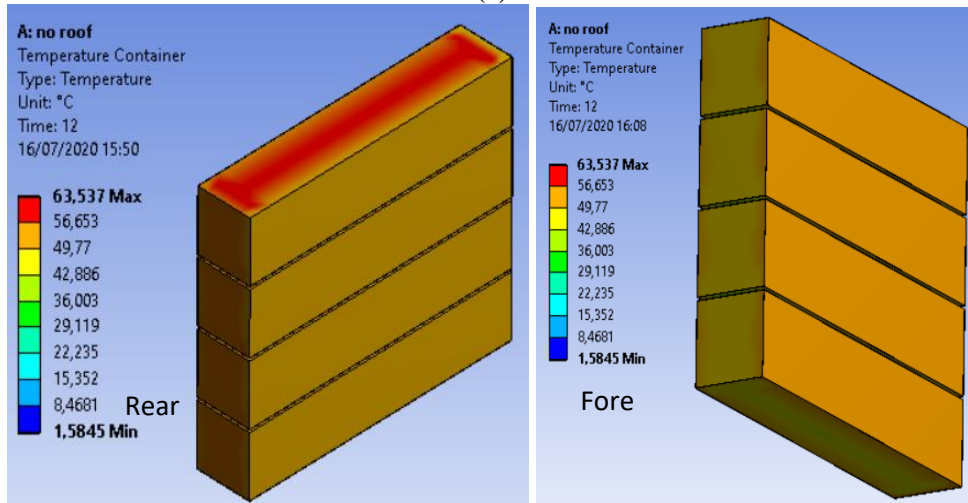 A: no roof
Temperature Container
Type: Temperature
Unit: °C
Time: 12
16/07/2020 15:50
63,537 Max
56,653
49,77
42,886
36,003
29,119
22,235
15,352
8,4681
1,5845 Min
Rear
A: no roof
Temperature Container
Type: Temperature
Unit: °C
Time: 12
16/07/2020 16:08
63,537 Max
56,653
49,77
42,886
36,003
29,119
22,235
15,352
8,4681
1,5845 Min
Fore